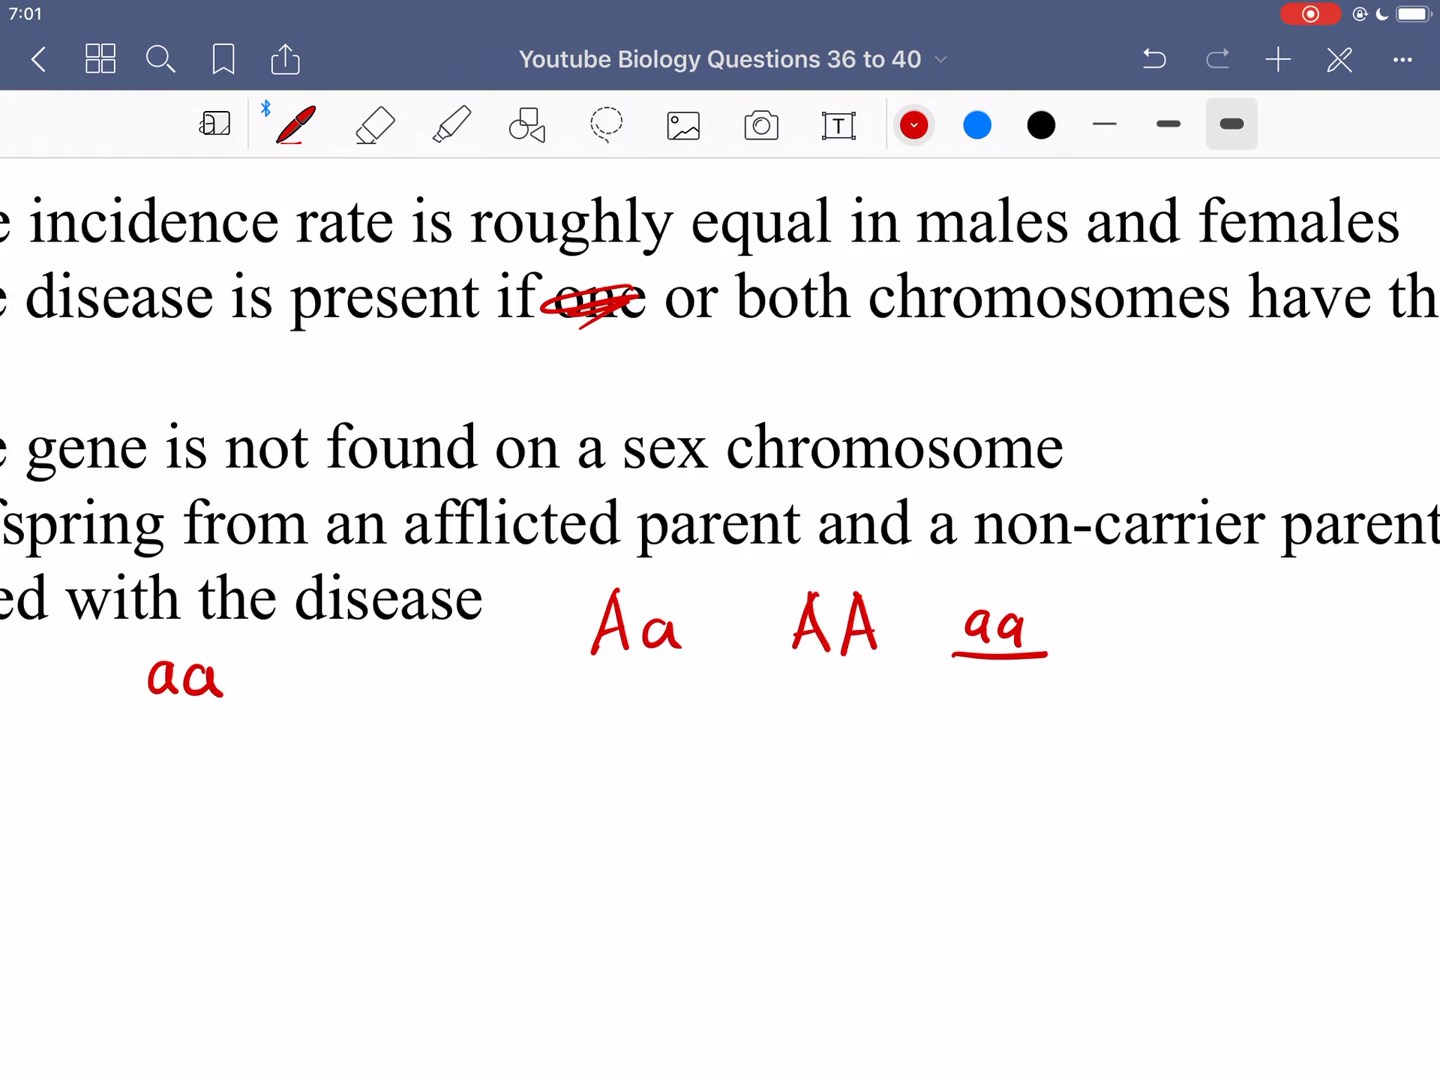 7:01
Youtube Biology Questions 36 to 40
T
e incidence rate is roughly equal in males and females
e disease is present if one or both chromosomes have th
e gene is not found on a sex chromosome
fspring from an afflicted parent and a non-carrier parent
ed with the disease
Aa AA aa
aa